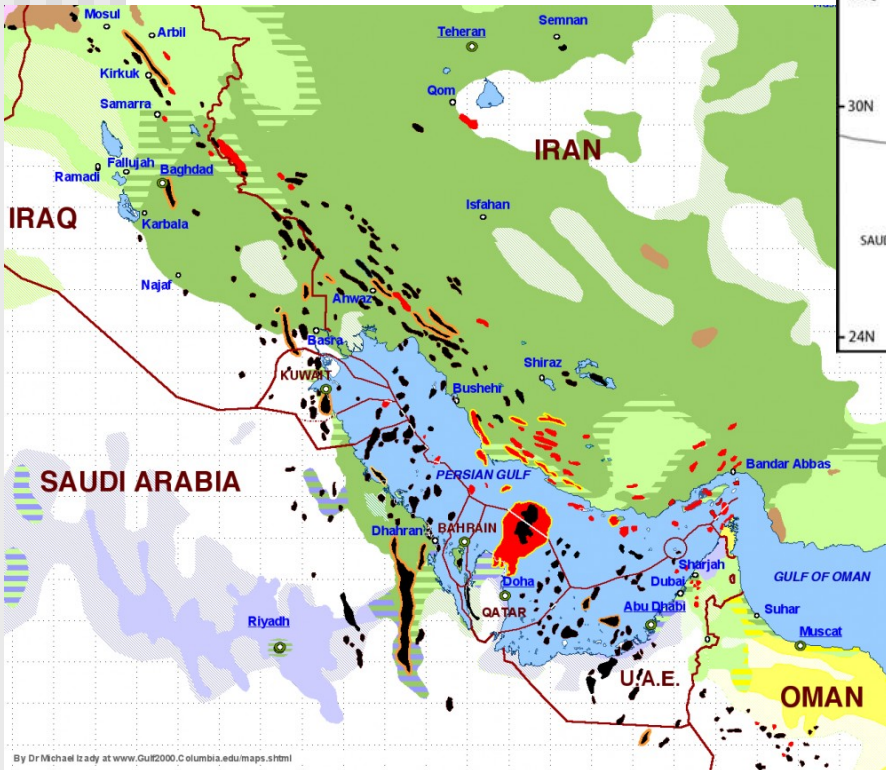 Mosul
Arbil
Kirkuk
Samarra
Fallujah
Ramadi
Baghdad
Karbala
IRAQ
Najaf
Teheran
Semnan
Qom
IRAN
Isfahan
Ahwaz
Basra
KUWAIT
Shiraz
Bushehr
SAUDI ARABIA
PERSIAN GULF
Bandar Abbas
Dhahran
BAHRAIN
Doha
QATAR
Riyadh
Sharjah
Dubai
Abu Dhabi
GULF OF OMAN
Suhar
Muscat
U.A.E.
OMAN
By Dr Michael Izady at www.Gulf2000.Columbia.edu/maps.shtml
30N
SAUD
24N